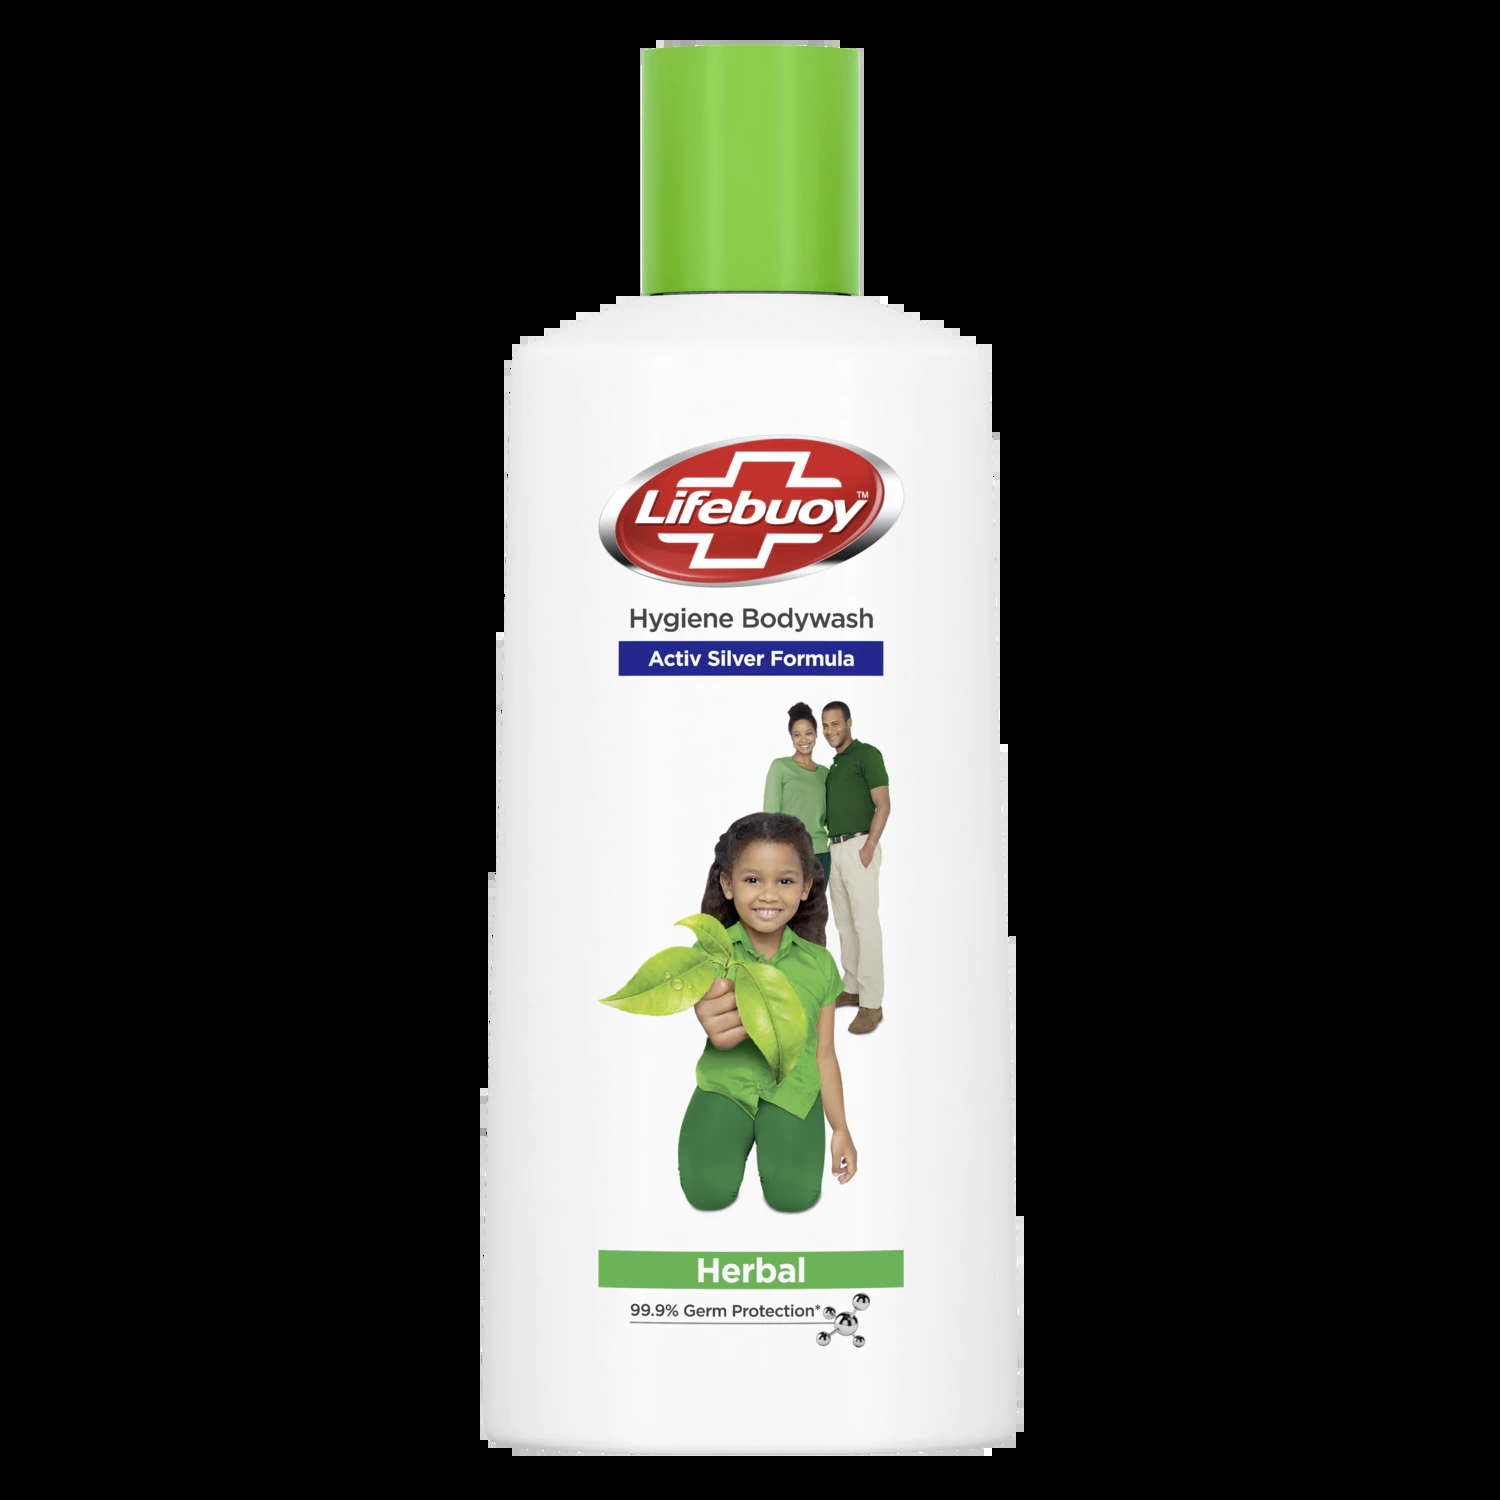 Lifebuoy™
Hygiene Bodywash
Activ Silver Formula
Herbal
99.9% Germ Protection*